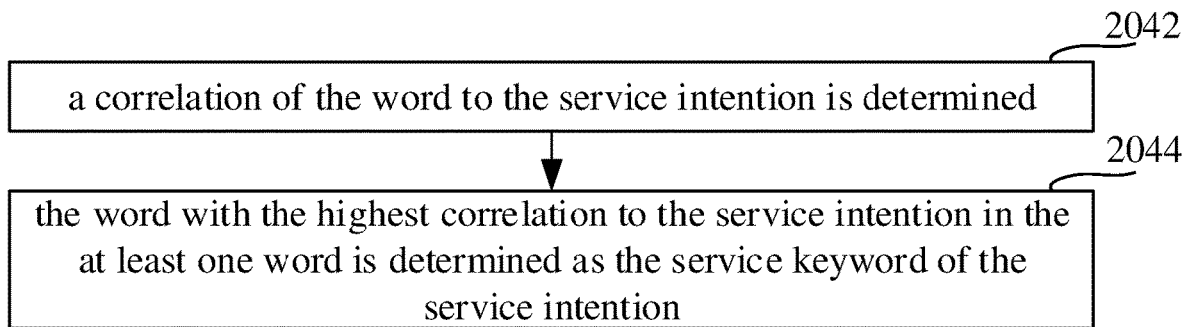 2042
a correlation of the word to the service intention is determined
2044
the word with the highest correlation to the service intention in the
at least one word is determined as the service keyword of the
service intention